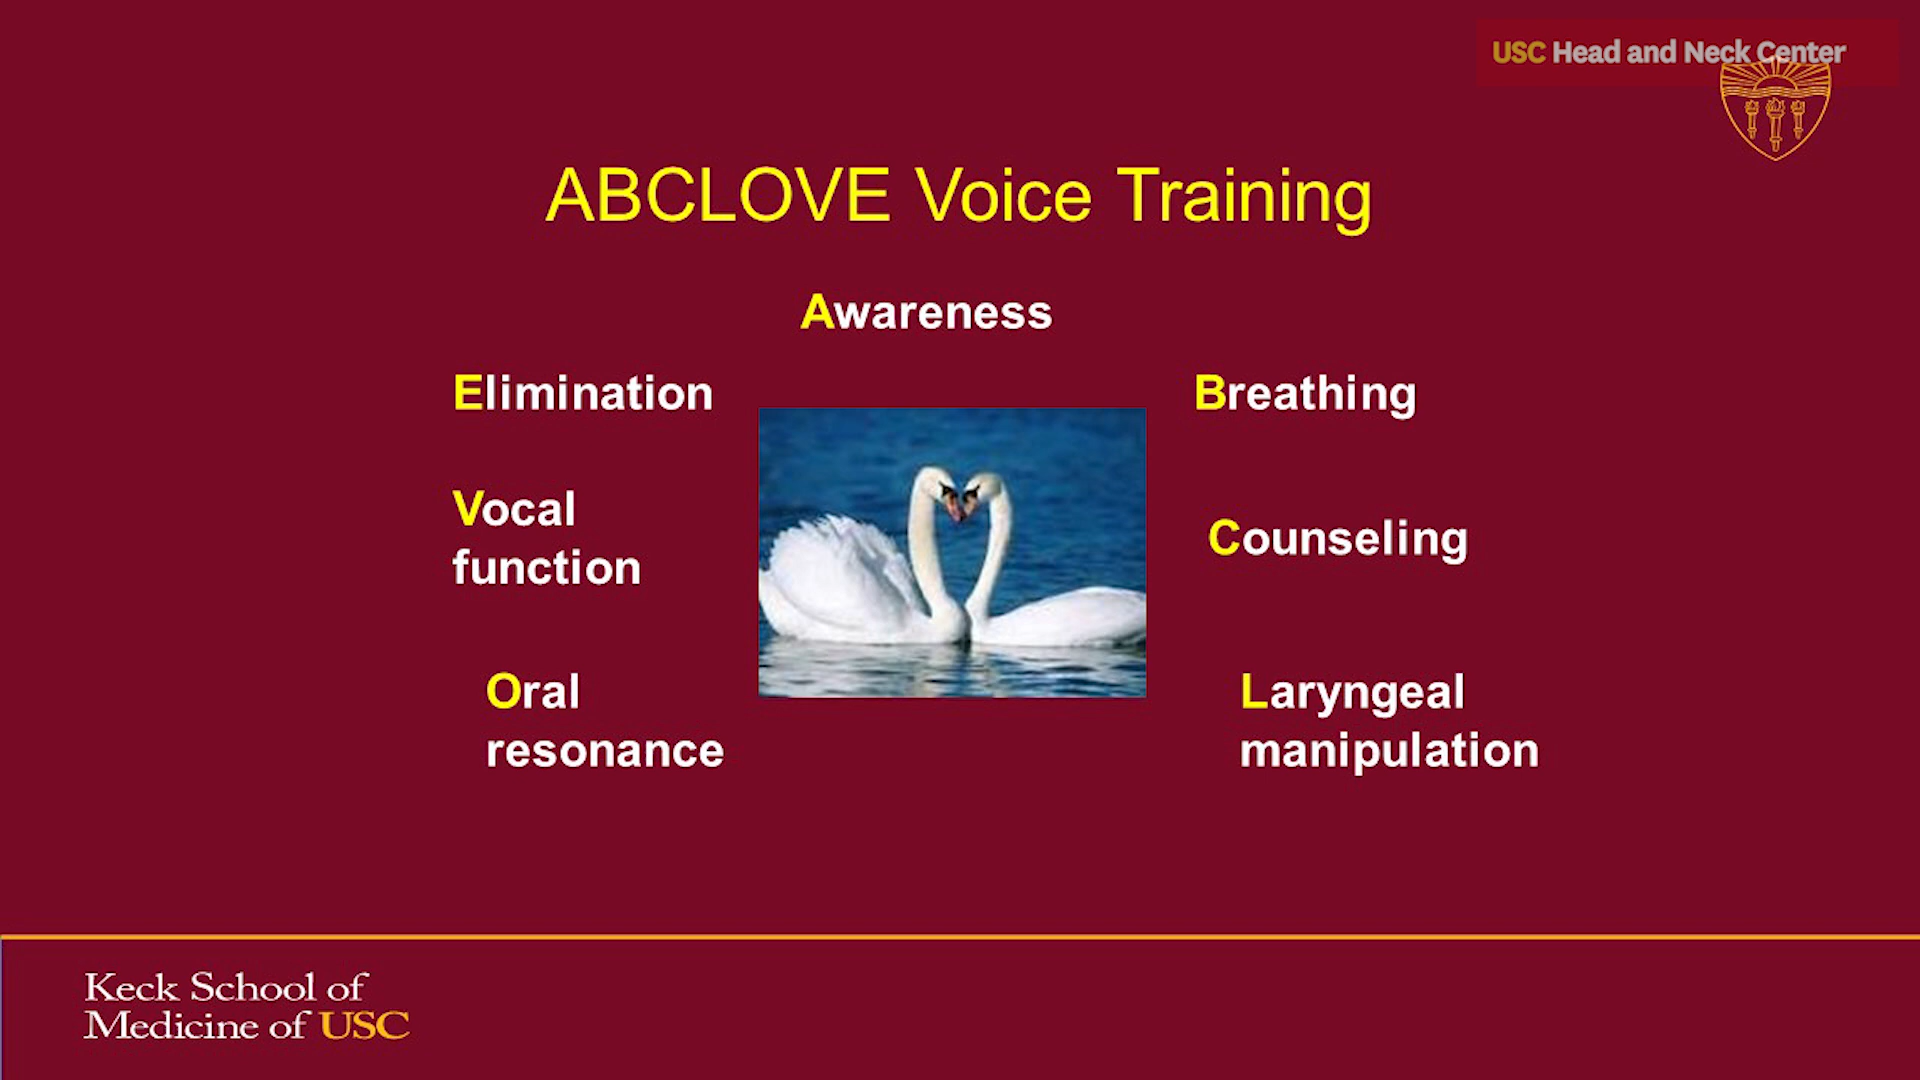 USC Head and Neck Center
ABCLOVE Voice Training
Awareness
Elimination
Breathing
Vocal
function
Counseling
Oral
resonance
Laryngeal
manipulation
Keck School of
Medicine of USC